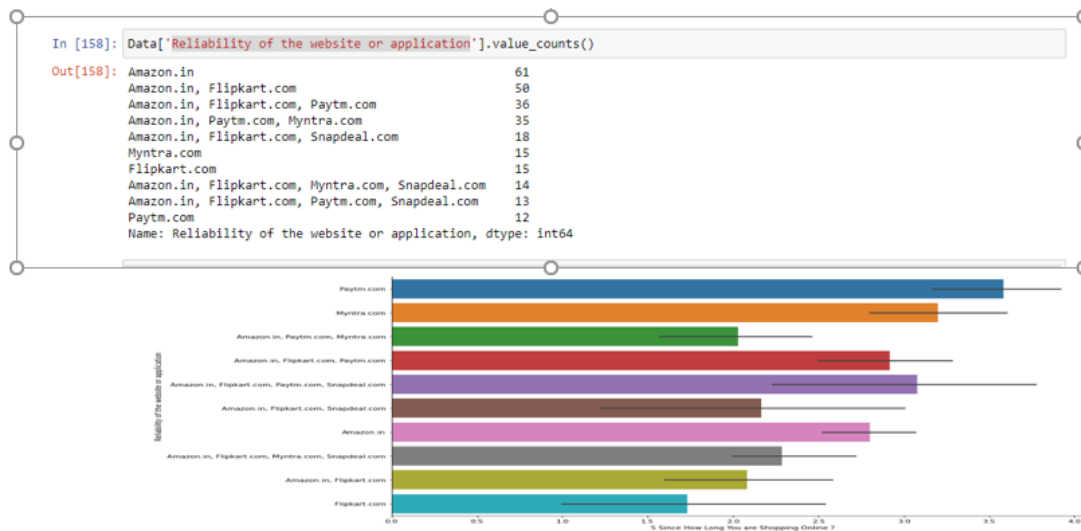 In [158]: Data['Reliability of the website or application'].value_counts()
Out[158]: Amazon.in 61
Amazon.in, Flipkart.com 50
Amazon.in, Flipkart.com, Paytm.com 36
Amazon.in, Paytm.com, Myntra.com 35
Amazon.in, Flipkart.com, Snapdeal.com 18
Myntra.com 15
Flipkart.com 15
Amazon.in, Flipkart.com, Myntra.com, Snapdeal.com 14
Amazon.in, Flipkart.com, Paytm.com, Snapdeal.com 13
Paytm.com 12
Name: Reliability of the website or application, dtype: int64
Reliability of the website or application
Paytm.com
Myntra.com
Amazon.in, Paytm.com, Myntra.com
Amazon.in, Flipkart.com, Paytm.com
Amazon.in, Flipkart.com, Paytm.com, Snapdeal.com
Amazon.in, Flipkart.com, Snapdeal.com
Amazon.in
Amazon.in, Flipkart.com, Myntra.com, Snapdeal.com
Amazon.in, Flipkart.com
Flipkart.com
0.0 0.5 1.0 1.5 2.0 2.5 3.0 3.5 4.0
5 Since How Long You are Shopping Online ?